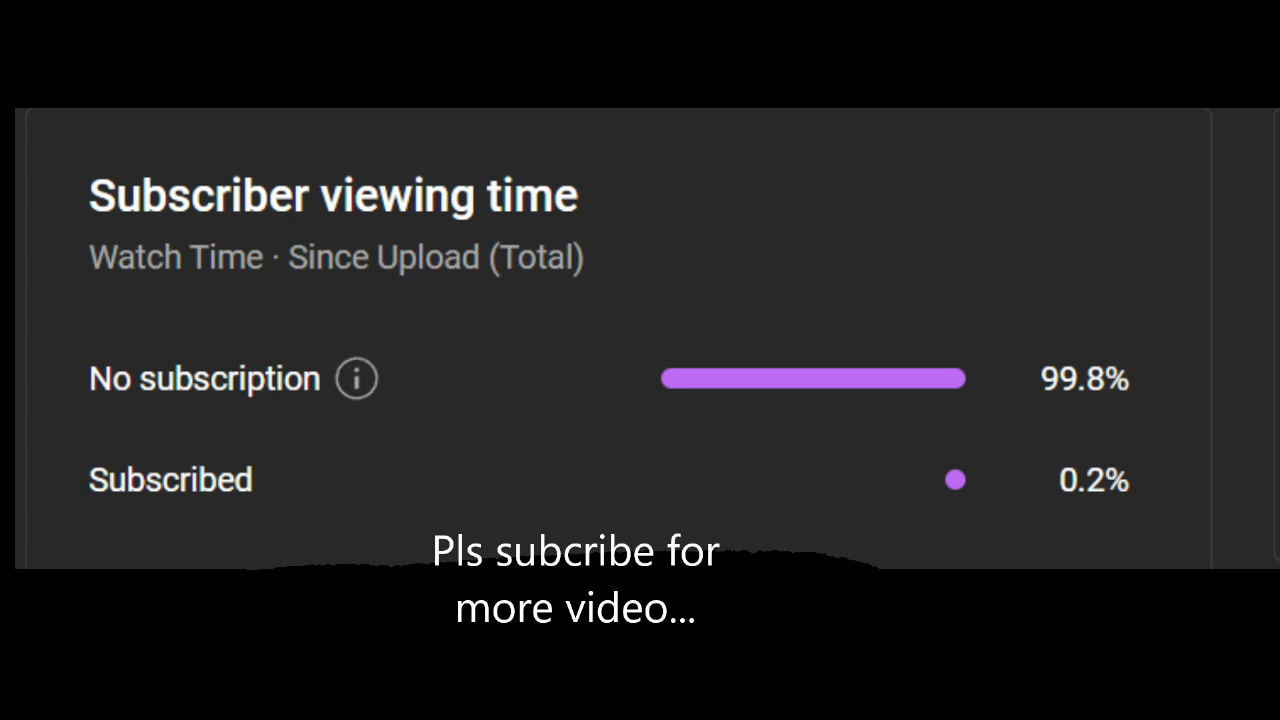 Subscriber viewing time
Watch Time · Since Upload (Total)
No subscription 99.8%
Subscribed 0.2%
Pls subcribe for
more video...